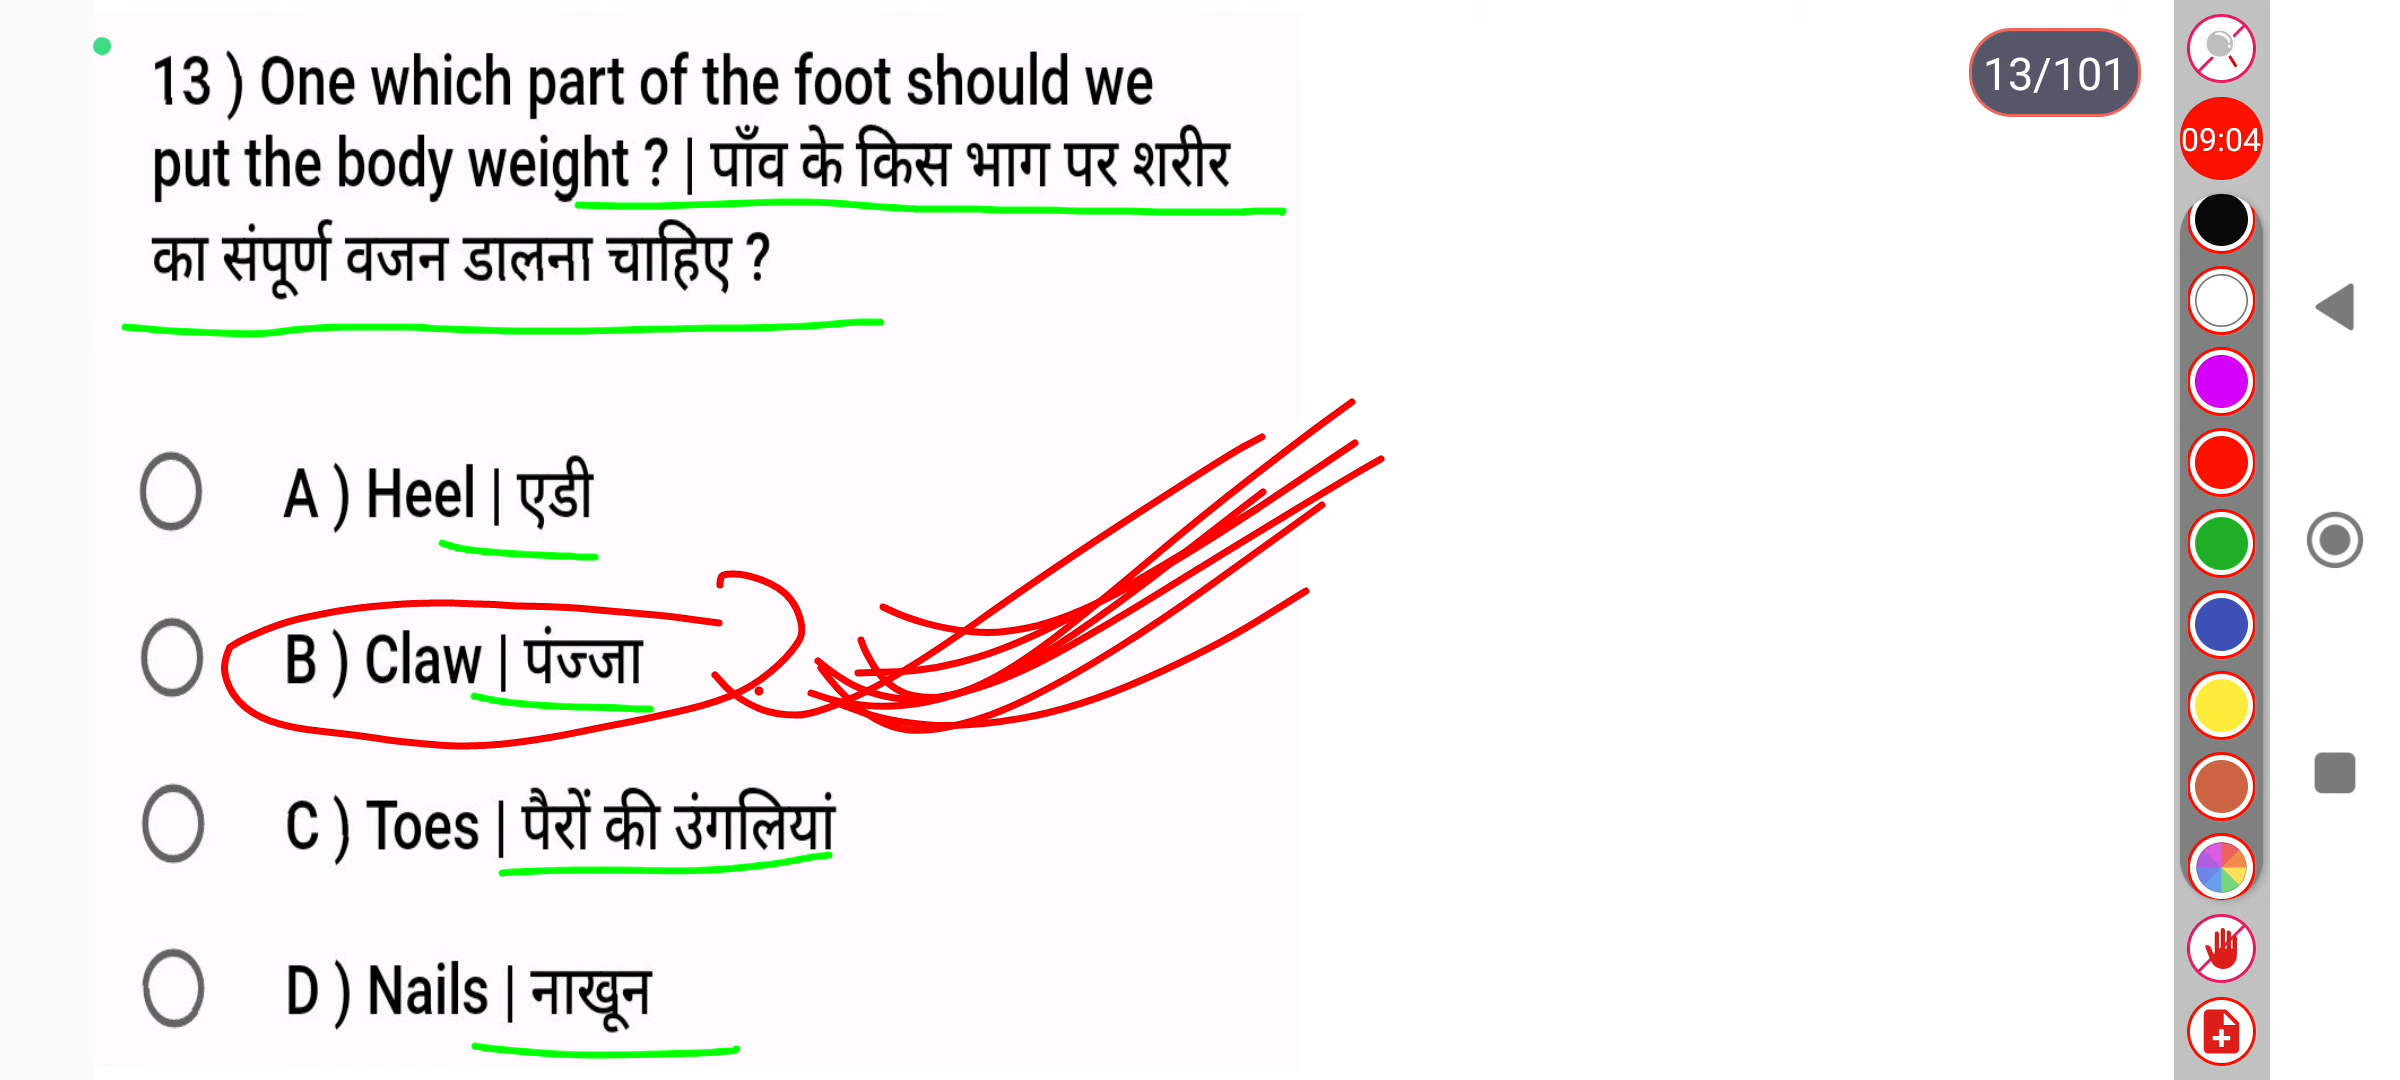 13 ) One which part of the foot should we
put the body weight ? | पाँव के किस भाग पर शरीर
का संपूर्ण वजन डालना चाहिए ?
A ) Heel | एडी
B ) Claw | पंज्जा
C ) Toes | पैरों की उंगलियां
D ) Nails | नाखून
13/101
09:04